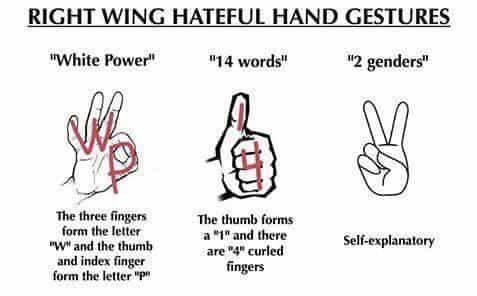 RIGHT WING HATEFUL HAND GESTURES
"White Power"
"14 words"
"2 genders"
W
P
1
4
The three fingers
form the letter
"W" and the thumb
and index finger
form the letter "P"
The thumb forms
a "1" and there
are "4" curled
fingers
Self-explanatory